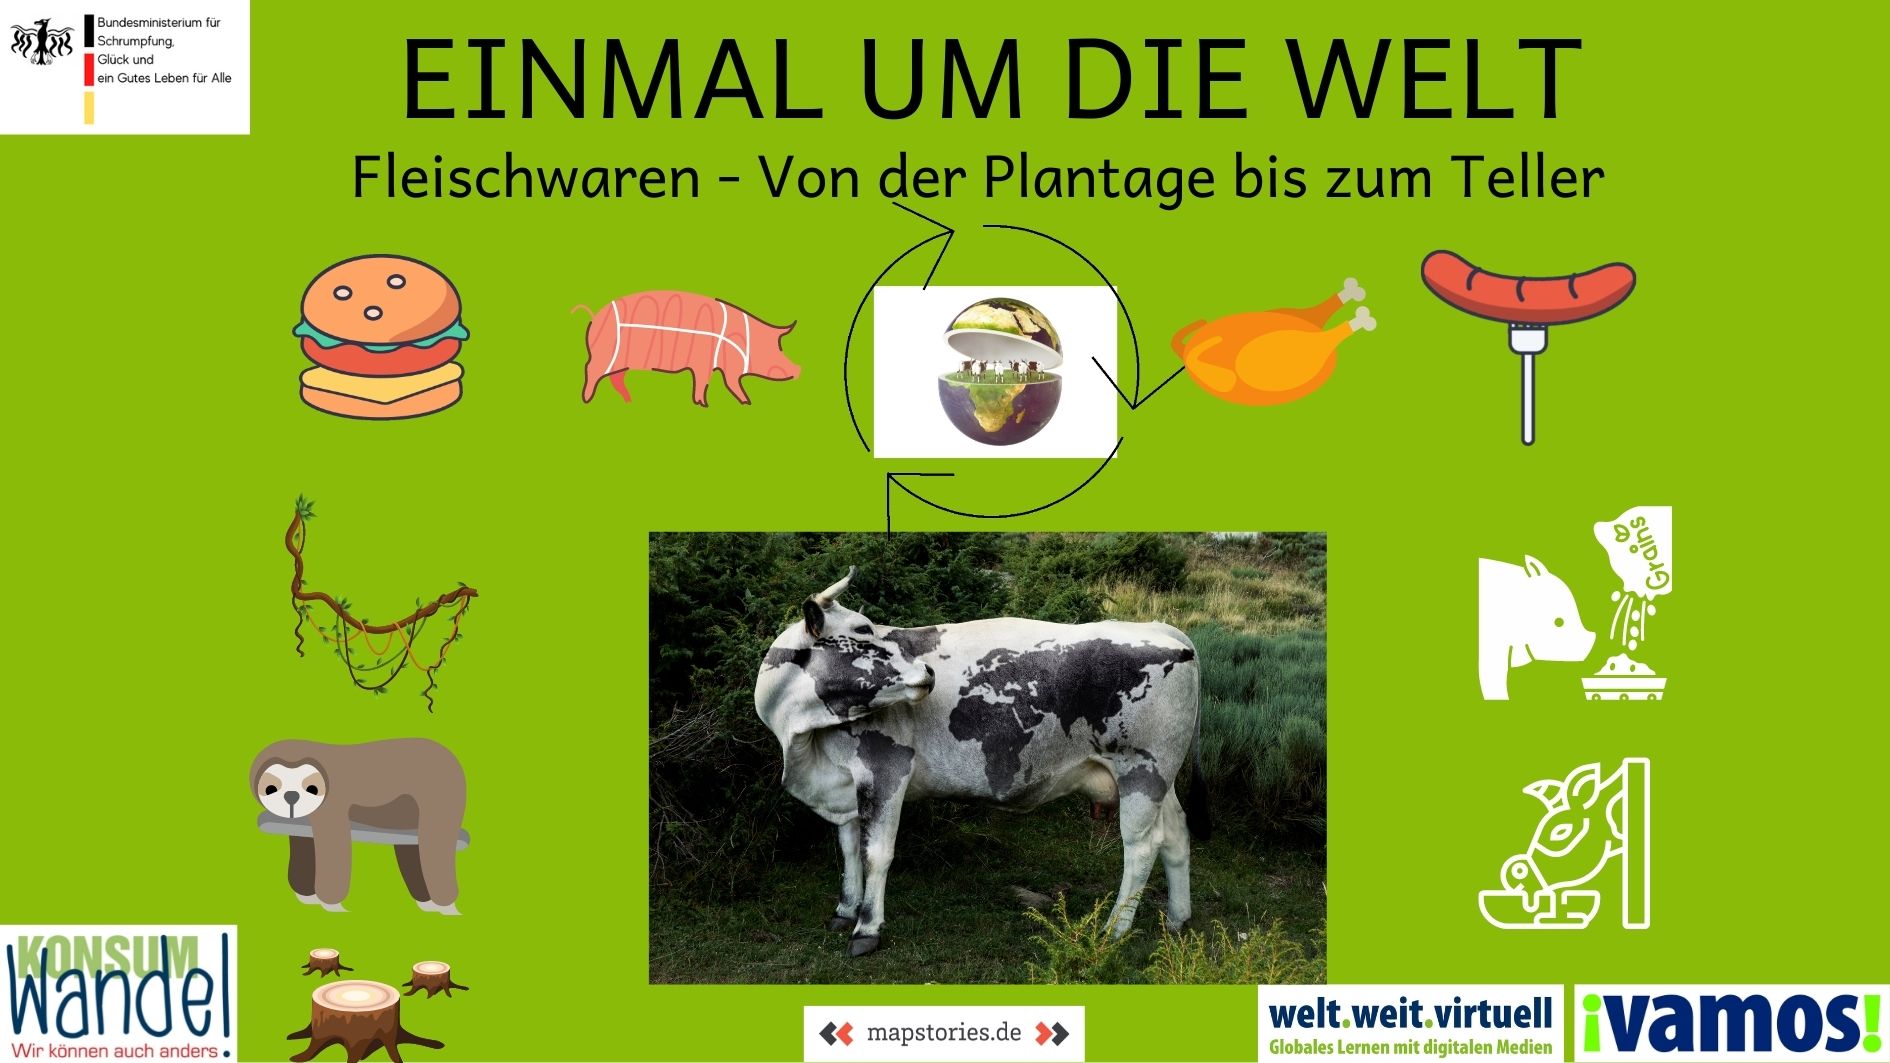 Bundesministerium für
Schrumpfung,
Glück und
ein Gutes Leben für Alle
EINMAL UM DIE WELT
Fleischwaren - Von der Plantage bis zum Teller
Grains
KONSUM
Wandel!
Wir können auch anders.
mapstories.de
welt.weit.virtuell
Globales Lernen mit digitalen Medien
¡vamos!